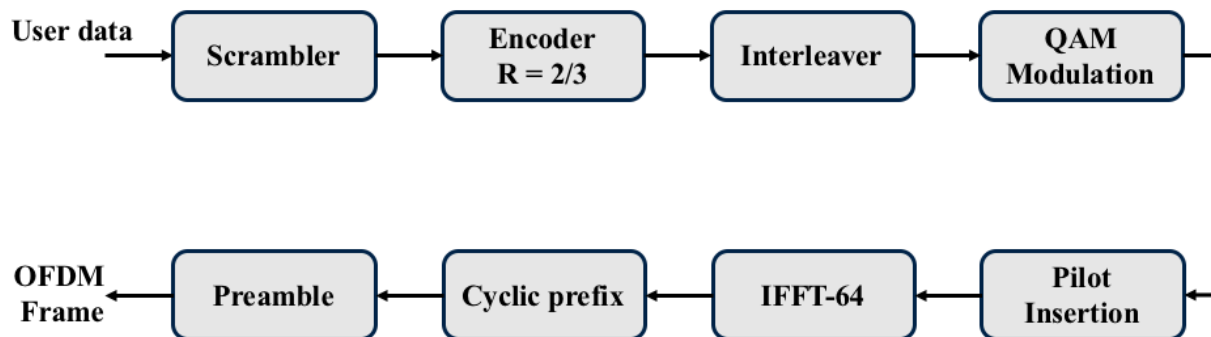 User data
Scrambler
Encoder
R = 2/3
Interleaver
QAM
Modulation
OFDM
Frame
Preamble
Cyclic prefix
IFFT-64
Pilot
Insertion